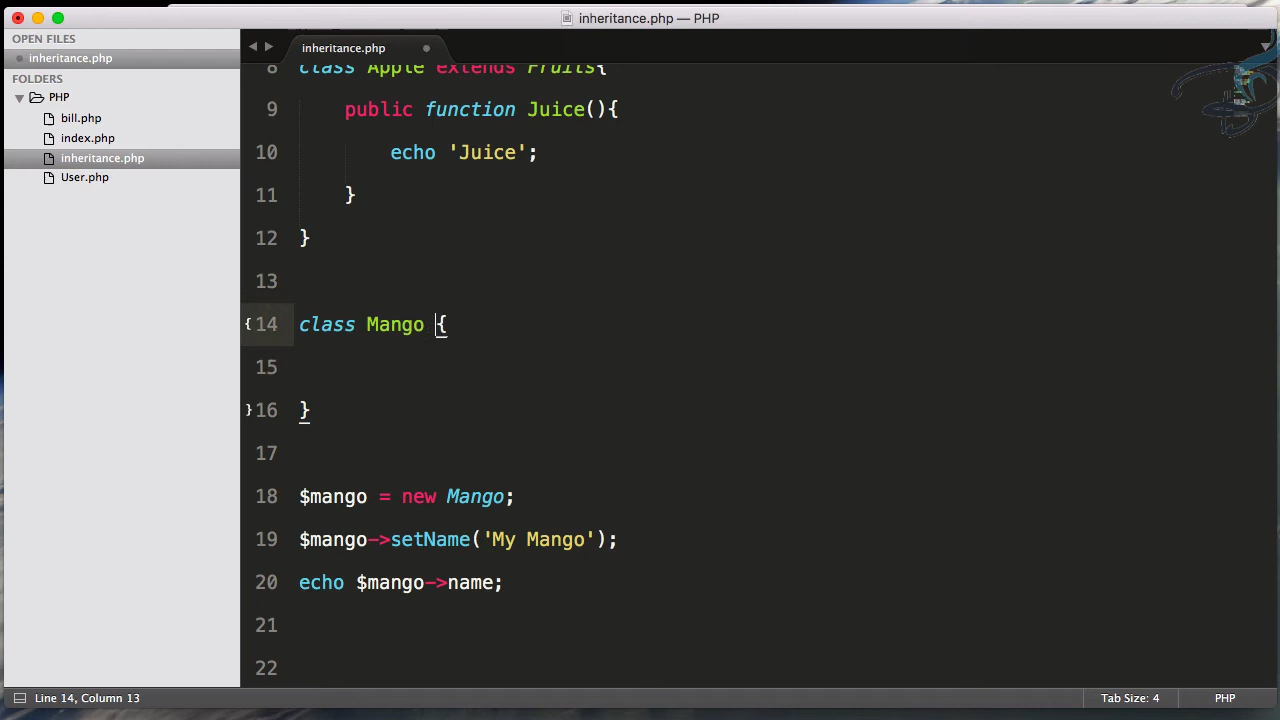 inheritance.php — PHP
OPEN FILES
inheritance.php
FOLDERS
PHP
bill.php
index.php
inheritance.php
User.php
inheritance.php
8 class Apple extends Fruits{
9 public function Juice(){
10 echo 'Juice';
11 }
12 }
13
{ 14 class Mango {
15
} 16 }
17
18 $mango = new Mango;
19 $mango->setName('My Mango');
20 echo $mango->name;
21
22
Line 14, Column 13
Tab Size: 4
PHP